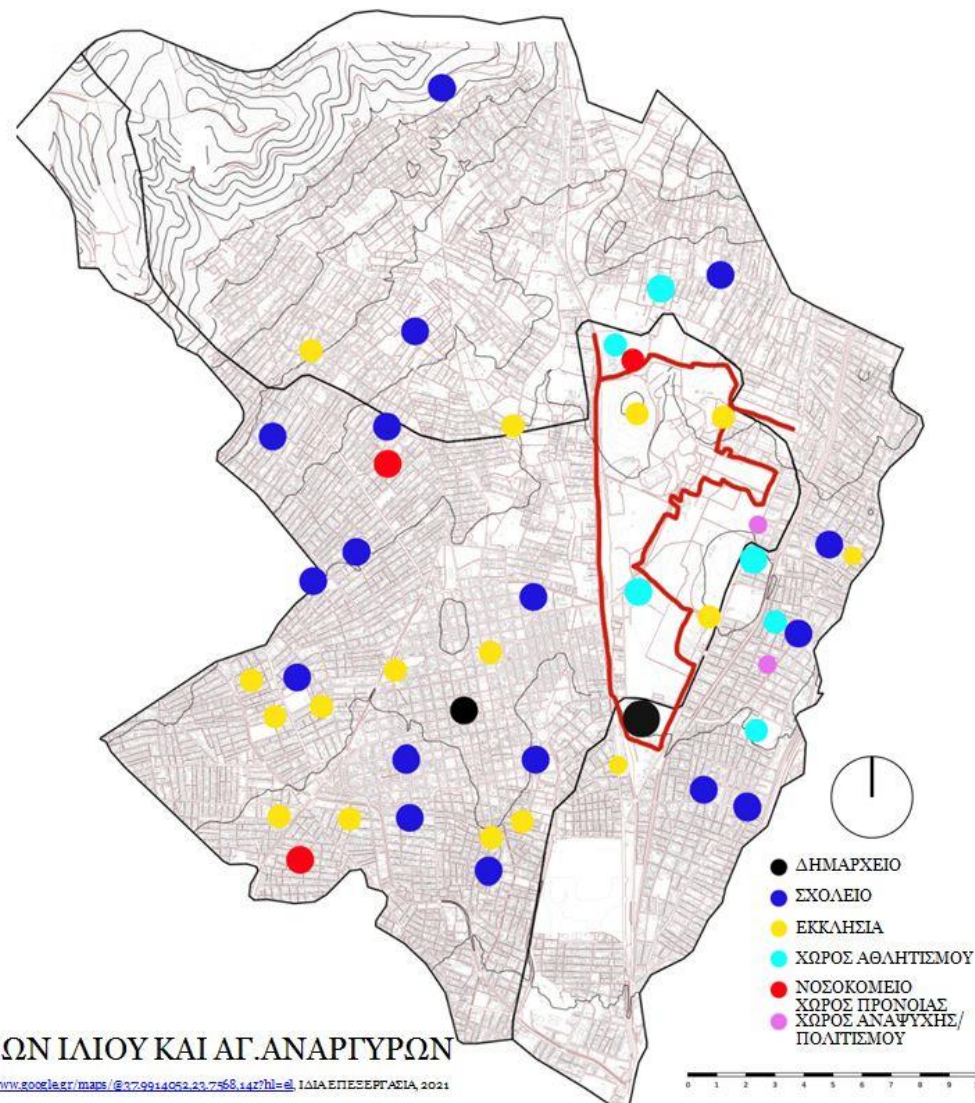 ΔΗΜΑΡΧΕΙΟ
ΣΧΟΛΕΙΟ
ΕΚΚΛΗΣΙΑ
ΧΩΡΟΣ ΑΘΛΗΤΙΣΜΟΥ
ΝΟΣΟΚΟΜΕΙΟ
ΧΩΡΟΣ ΠΡΟΝΟΙΑΣ
ΧΩΡΟΣ ΑΝΑΨΥΧΗΣ/
ΠΟΛΙΤΙΣΜΟΥ
ΩΝ ΙΛΙΟΥ ΚΑΙ ΑΓ.ΑΝΑΡΓΥΡΩΝ
ww.google.gr/maps/@37.9914052,23.7568,14z?hl=el, ΙΔΙΑ ΕΠΕΞΕΡΓΑΣΙΑ, 2021
0 1 2 3 4 5 6 7 8 9